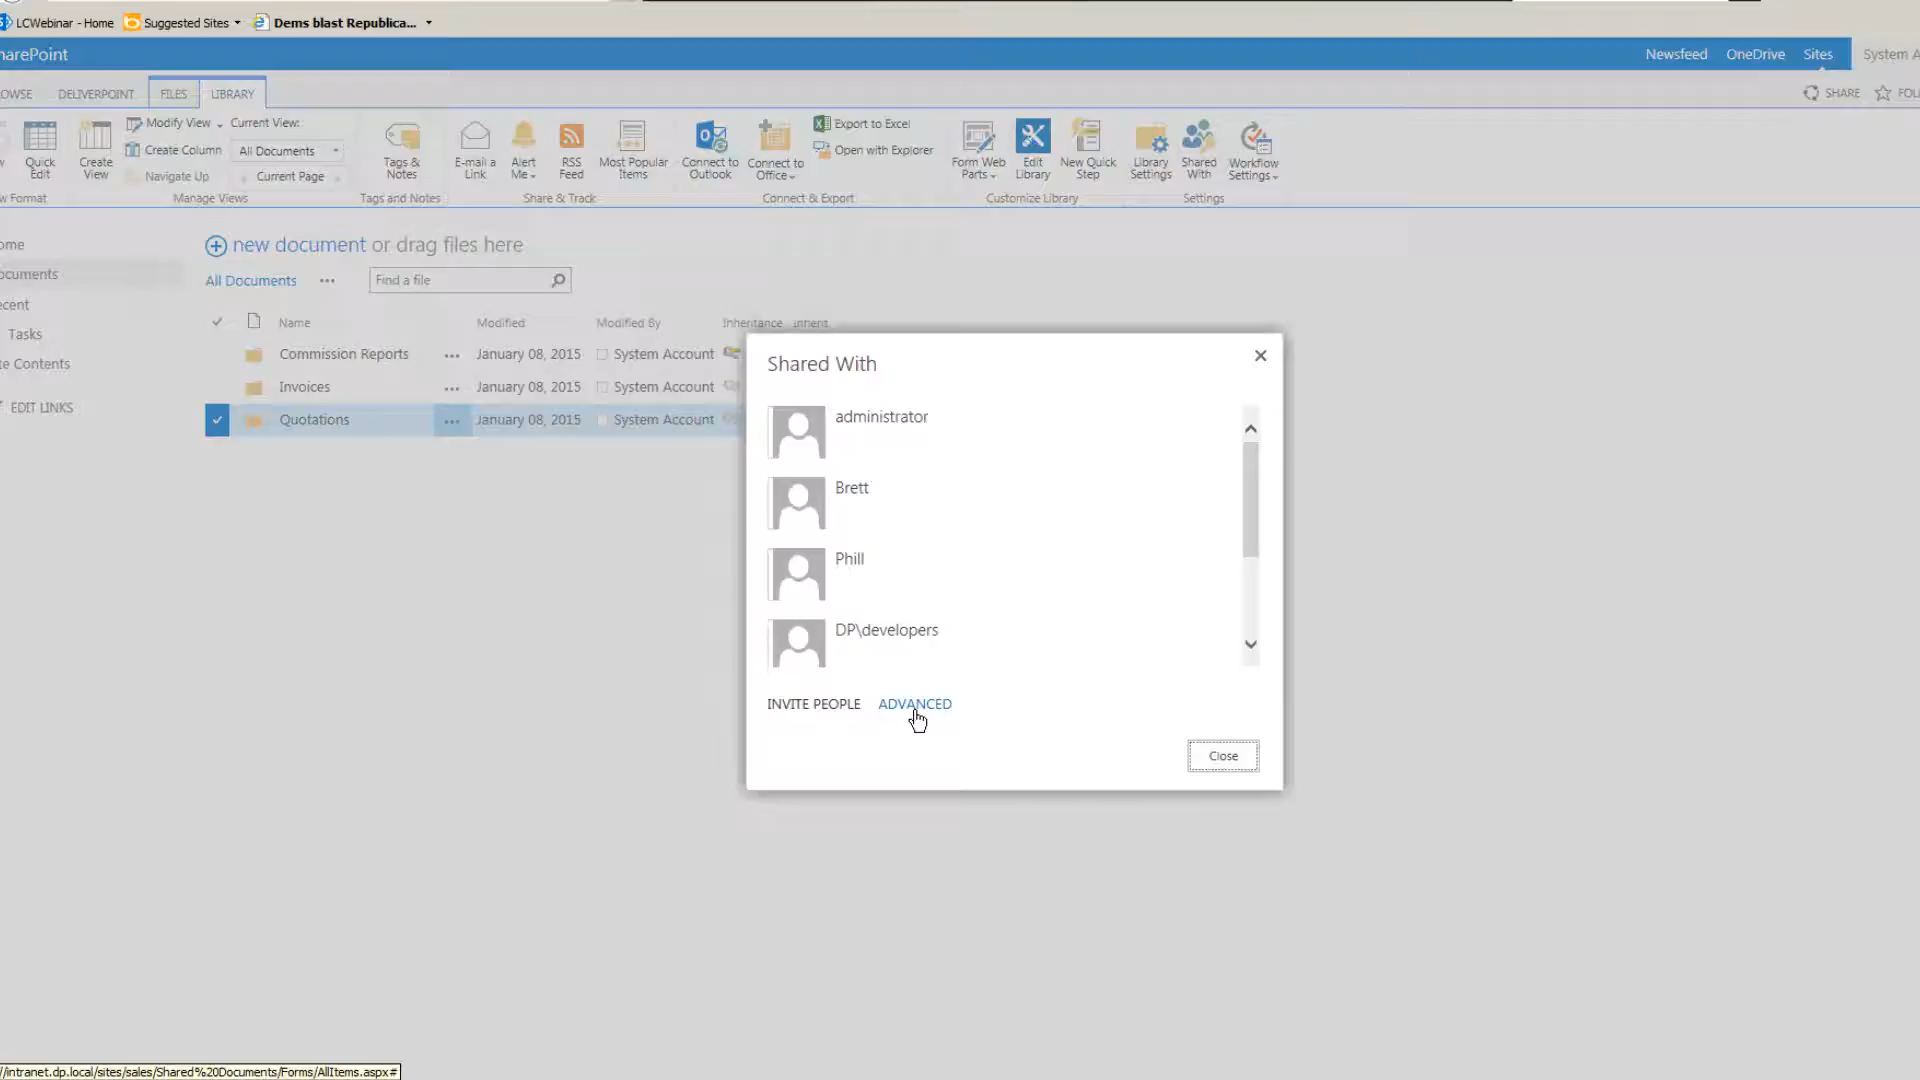 LCWebinar - Home Suggested Sites Dems blast Republica...
harePoint Newsfeed OneDrive Sites System A
OWSE DELIVERPOINT FILES LIBRARY SHARE FOLL
Quick Edit
Create View
Modify View Current View:
Create Column All Documents
Navigate Up Current Page
Tags & Notes
E-mail a Link
Alert Me
RSS Feed
Most Popular Items
Connect to Outlook
Connect to Office
Export to Excel
Open with Explorer
Form Web Parts
Edit Library
New Quick Step
Library Settings
Shared With
Workflow Settings
w Format Manage Views Tags and Notes Share & Track Connect & Export Customize Library Settings
ome
ocuments
ecent
Tasks
te Contents
EDIT LINKS
new document or drag files here
All Documents ... Find a file
Name Modified Modified By Inheritance Inherit
Commission Reports ... January 08, 2015 System Account
Invoices ... January 08, 2015 System Account
Quotations ... January 08, 2015 System Account
Shared With
administrator
Brett
Phill
DP\developers
INVITE PEOPLE ADVANCED
Close
//intranet.dp.local/sites/sales/Shared%20Documents/Forms/AllItems.aspx#